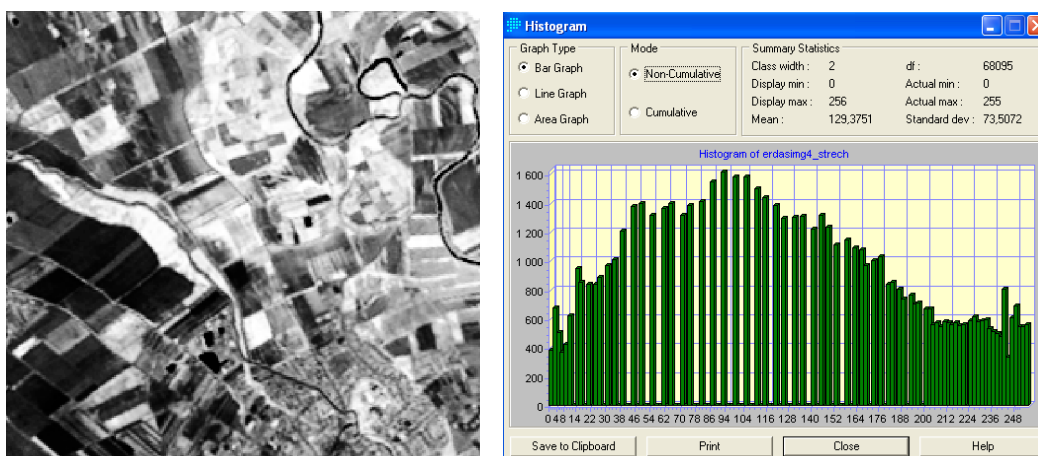 Histogram
Graph Type
Bar Graph
Line Graph
Area Graph
Mode
Non-Cumulative
Cumulative
Summary Statistics
Class width : 2 df : 68095
Display min : 0 Actual min : 0
Display max : 256 Actual max : 255
Mean : 129,3751 Standard dev : 73,5072
Histogram of erdasimg4_strech
1 600
1 400
1 200
1 000
800
600
400
200
0
0 4 8 14 22 30 38 46 54 62 70 78 86 94 104 116 126 140 154 166 176 188 200 212 224 236 248
Save to Clipboard Print Close Help